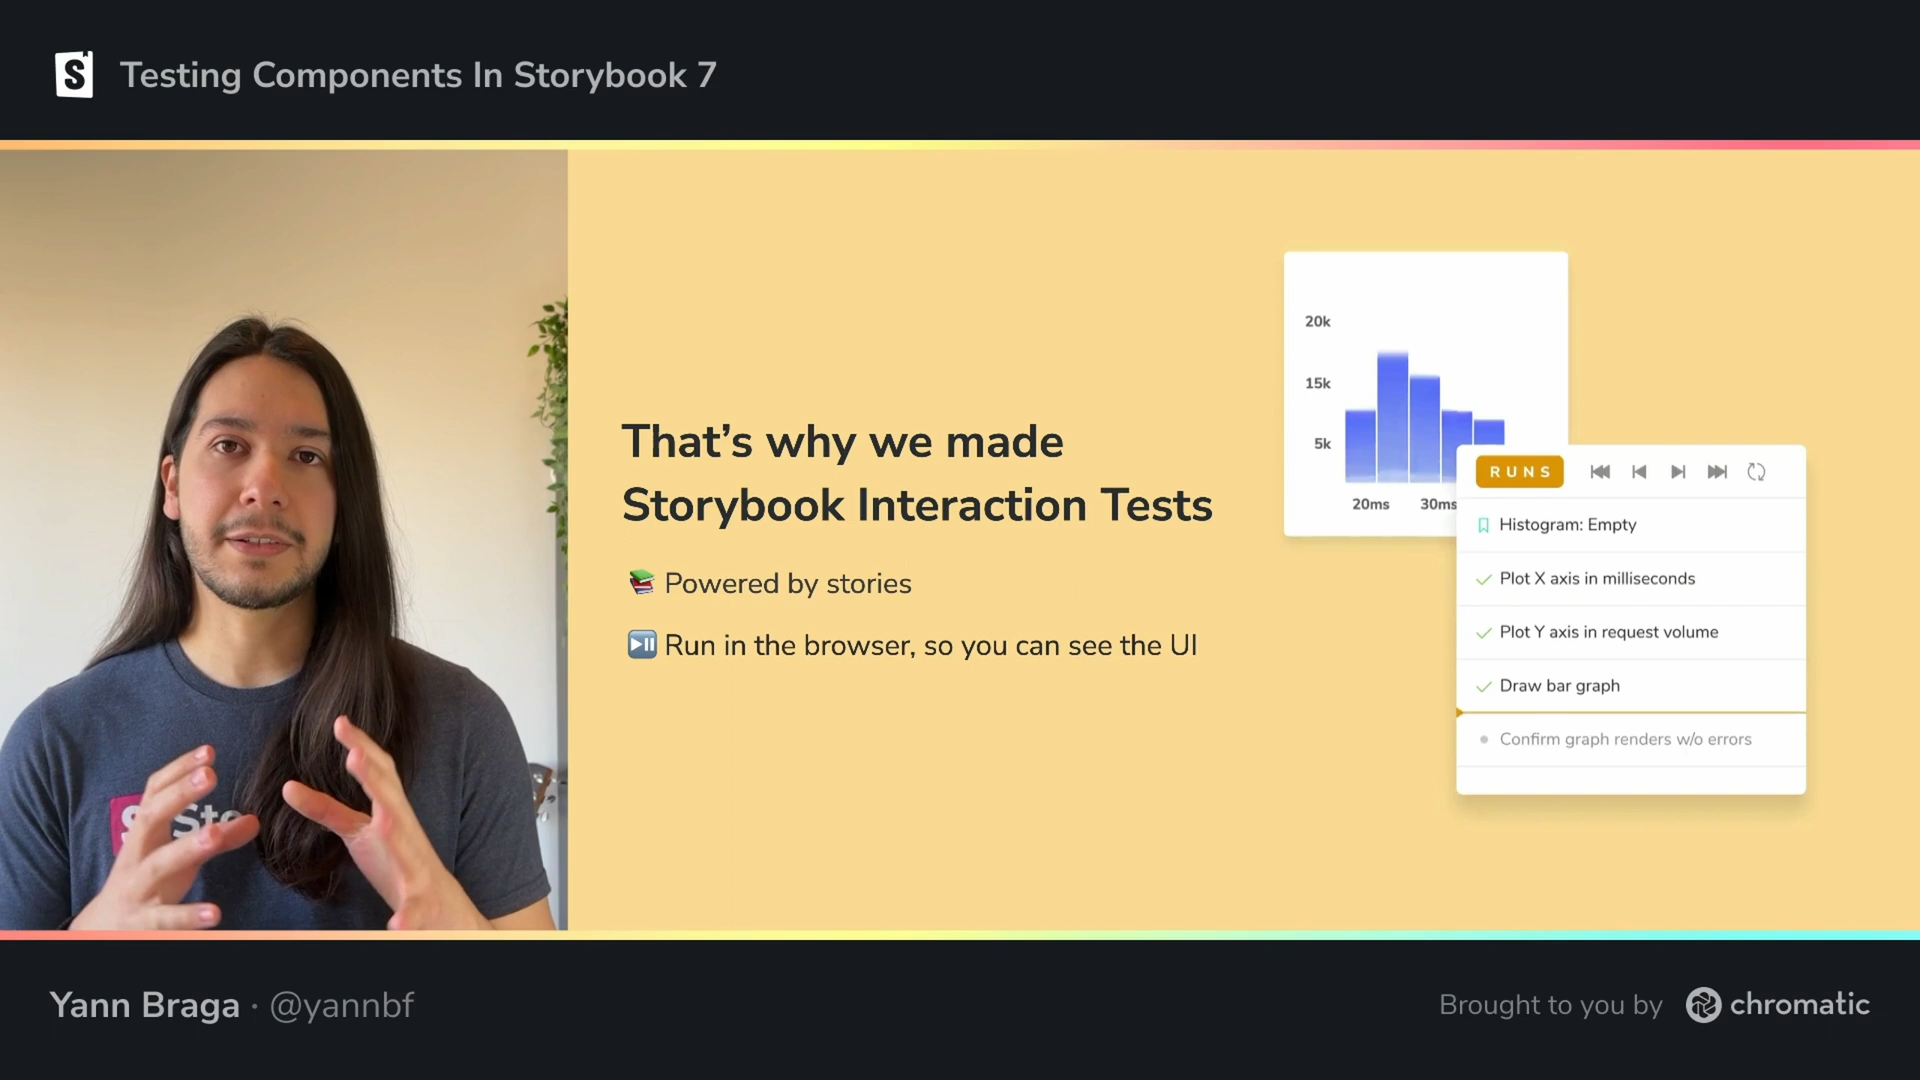 S Testing Components In Storybook 7
That’s why we made
Storybook Interaction Tests
Powered by stories
Run in the browser, so you can see the UI
20k
15k
5k
20ms 30ms
RUNS
Histogram: Empty
Plot X axis in milliseconds
Plot Y axis in request volume
Draw bar graph
Confirm graph renders w/o errors
S Sto
Yann Braga · @yannbf
Brought to you by chromatic